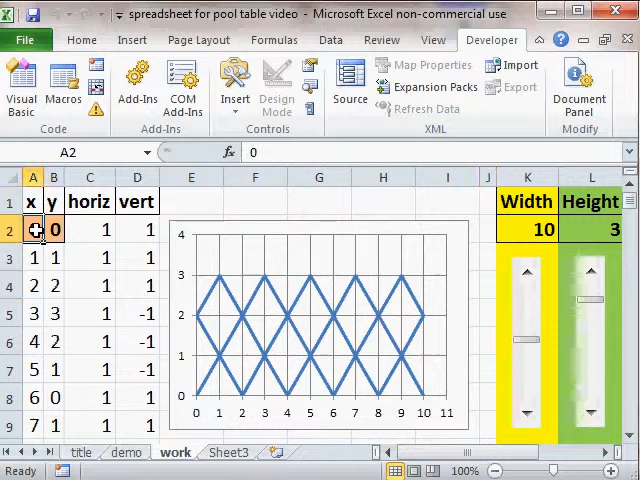 spreadsheet for pool table video - Microsoft Excel non-commercial use
File Home Insert Page Layout Formulas Data Review View Developer
Visual Basic
Macros
Code
Add-Ins
COM Add-Ins
Add-Ins
Insert
Design Mode
Controls
Source
Map Properties
Expansion Packs
Refresh Data
Import
Export
XML
Document Panel
Modify
A2 fx 0
A B C D E F G H I J K L
1 x y horiz vert Width Height
2 0 1 1 10 3
3 1 1 1 1
4 2 2 1 1
5 3 3 1 -1
6 4 2 1 -1
7 5 1 1 -1
8 6 0 1 1
9 7 1 1 1
4
3
2
1
0
0 1 2 3 4 5 6 7 8 9 10 11
title demo work Sheet3
Ready 100%